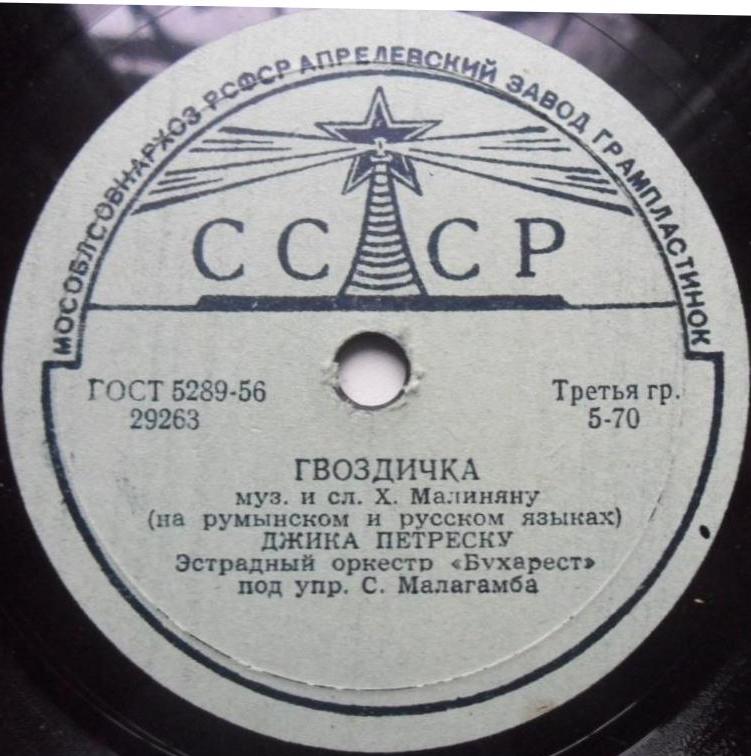 МОСОБЛСОВНАРХОЗ РСФСР АПРЕЛЕВСКИЙ ЗАВОД ГРАМПЛАСТИНОК
СССР
ГОСТ 5289-56
29263
Третья гр.
5-70
ГВОЗДИЧКА
муз. и сл. Х. Малиняну
(на румынском и русском языках)
ДЖИКА ПЕТРЕСКУ
Эстрадный оркестр «Бухарест»
под упр. С. Малагамба